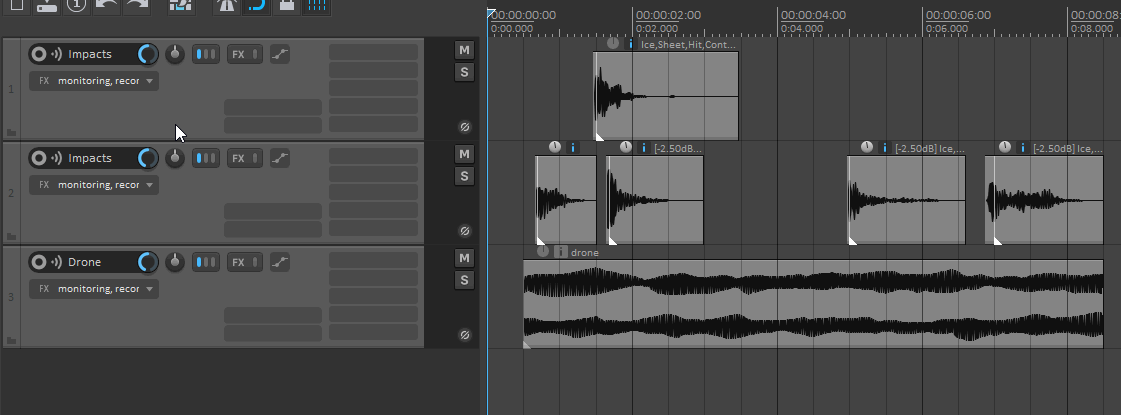 00:00:00:00 00:00:02:00 00:00:04:00 00:00:06:00 00:00:08:
0:00.000 0:02.000 0:04.000 0:06.000 0:08.000
Ice,Sheet,Hit,Cont...
Impacts FX M
FX monitoring, recor S
1
[-2.50dB... [-2.50dB] Ice,... [-2.50dB] Ice,...
Impacts FX M
FX monitoring, recor S
2
drone
Drone FX M
FX monitoring, recor S
3